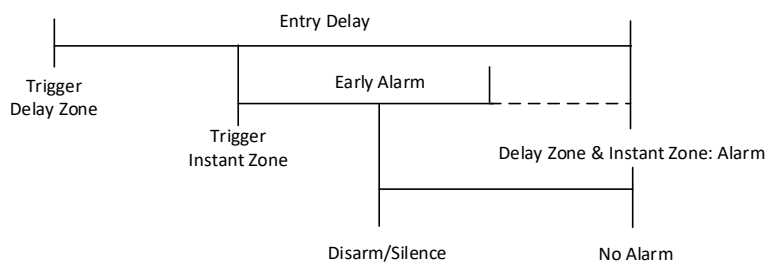 Entry Delay
Trigger
Delay Zone
Early Alarm
Trigger
Instant Zone
Delay Zone & Instant Zone: Alarm
Disarm/Silence
No Alarm